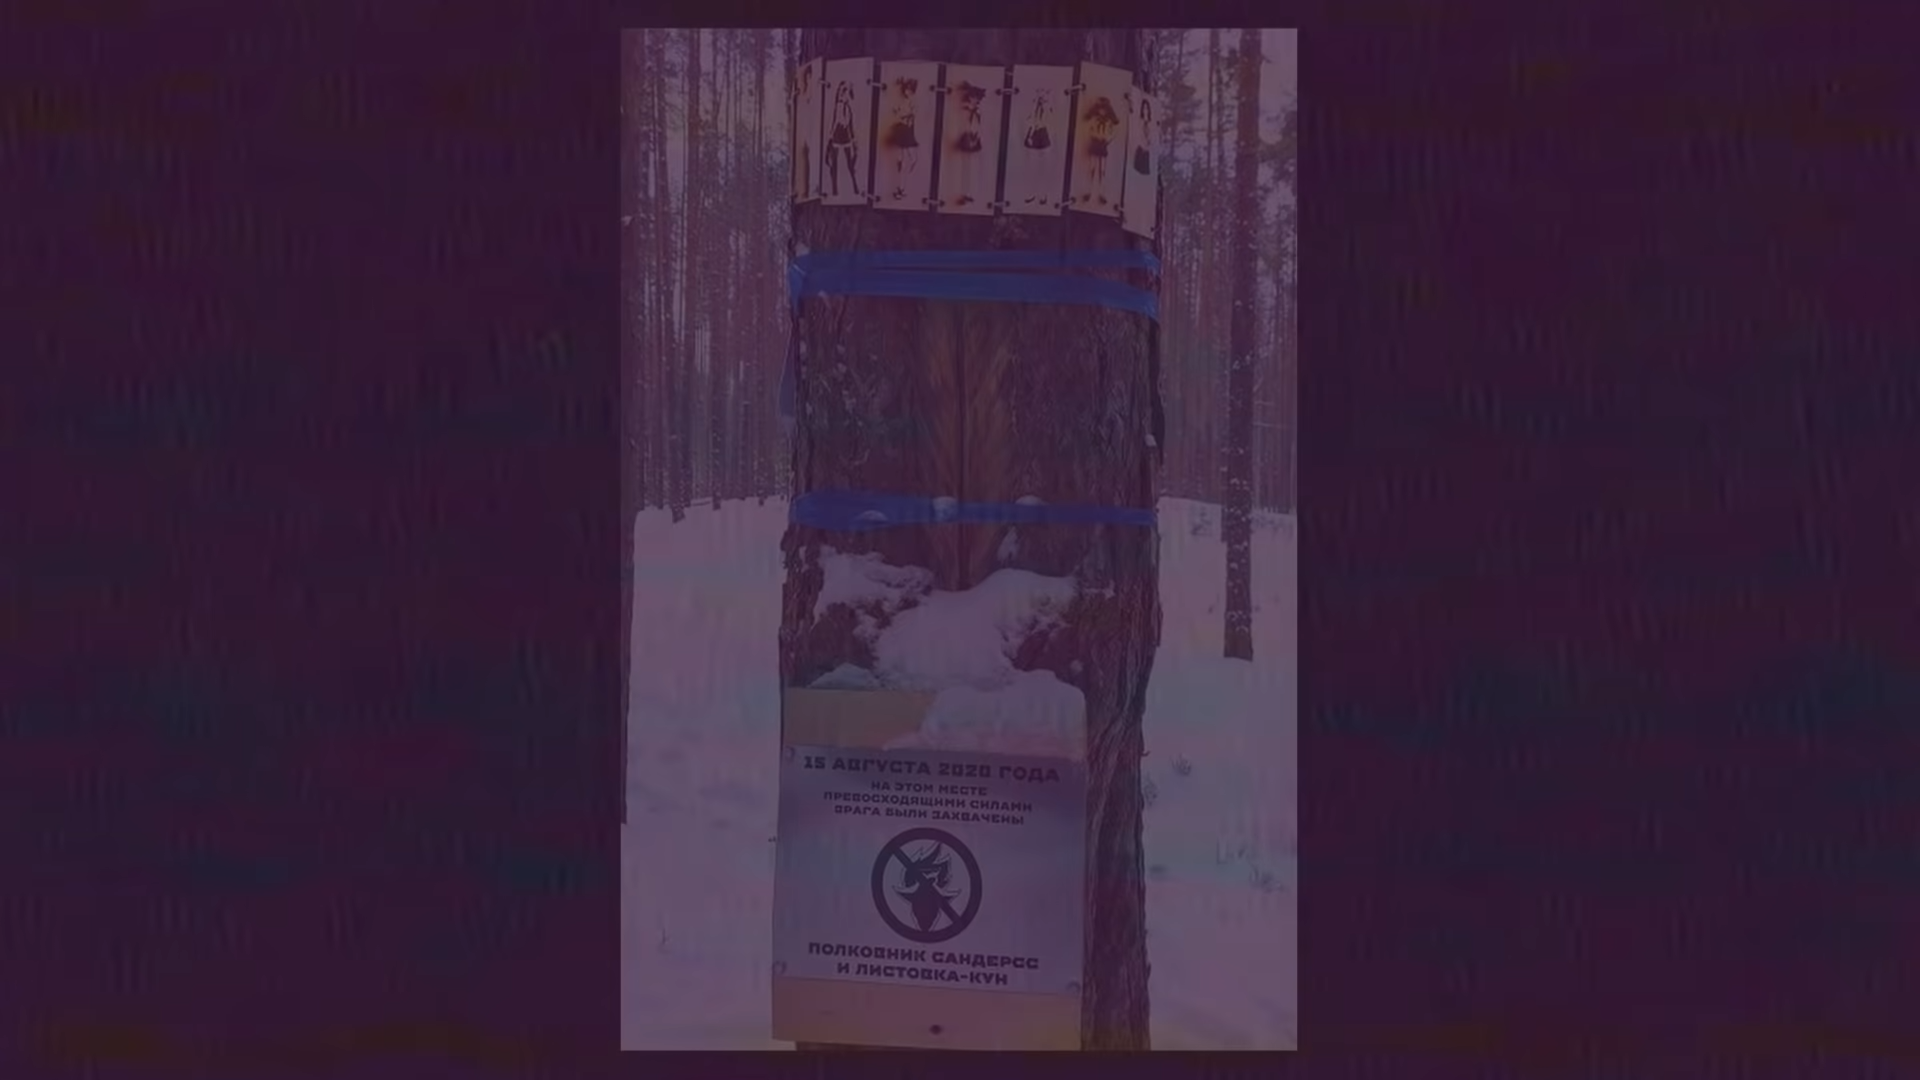 15 АВГУСТА 2020 ГОДА
НА ЭТОМ МЕСТЕ
ПРЕВОСХОДЯЩИМИ СИЛАМИ
ВРАГА БЫЛИ ЗАХВАЧЕНЫ
ПОЛКОВНИК САНДЕРСС
И ЛИСТОВКА-КУН